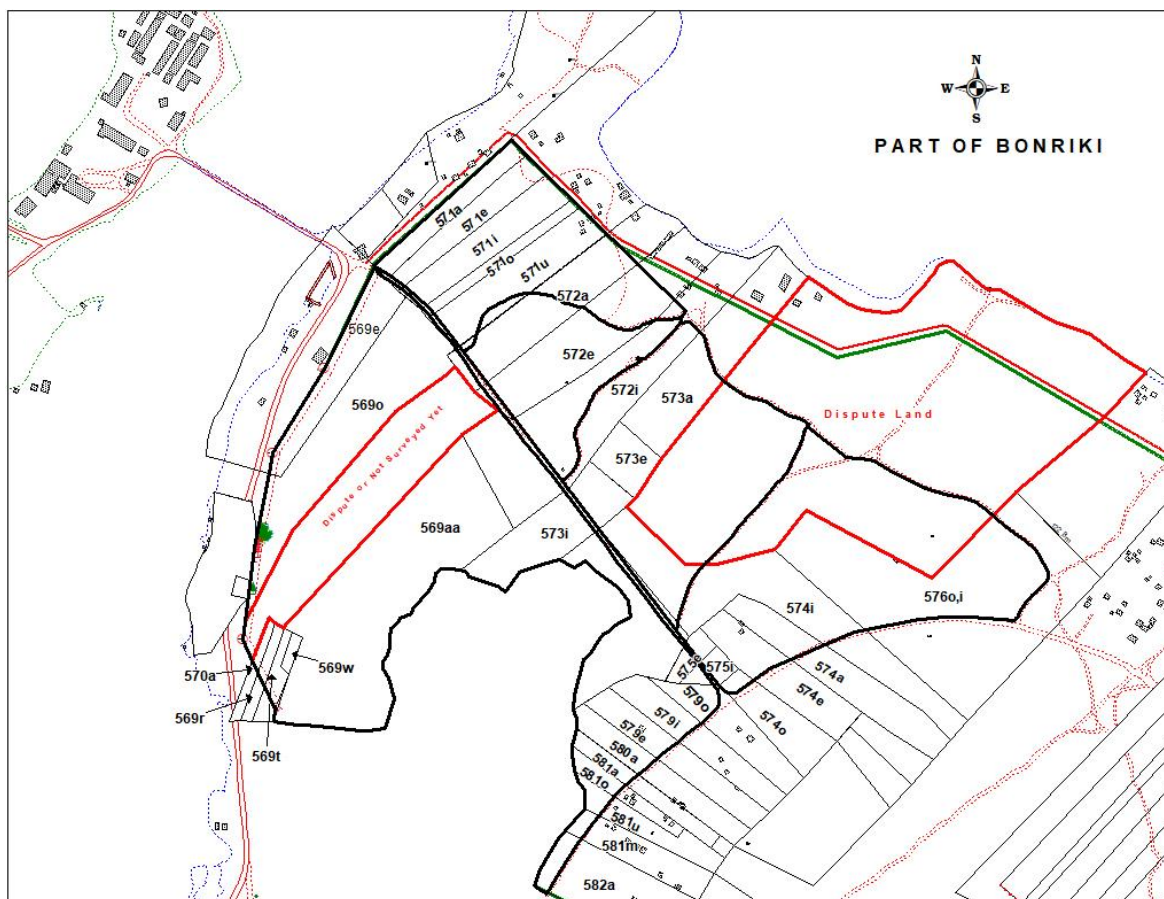 N
W E
S
PART OF BONRIKI
571a
571e
571i
571o
571u
572a
569e
572e
569o
572i
573a
Dispute Land
573e
Dispute or Not Surveyed Yet
569aa
573i
574i
576o,i
569w
570a
575e
575i
574a
574e
569r
579o
574o
579i
569t
579e
580a
581a
581o
581u
581m
582a